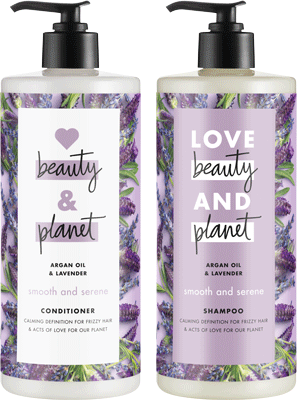 beauty
&
planet
ARGAN OIL
& LAVENDER
smooth and serene
CONDITIONER
CALMING DEFINITION FOR FRIZZY HAIR
& ACTS OF LOVE FOR OUR PLANET
LOVE
beauty
AND
planet
ARGAN OIL
& LAVENDER
smooth and serene
SHAMPOO
CALMING DEFINITION FOR FRIZZY HAIR
& ACTS OF LOVE FOR OUR PLANET